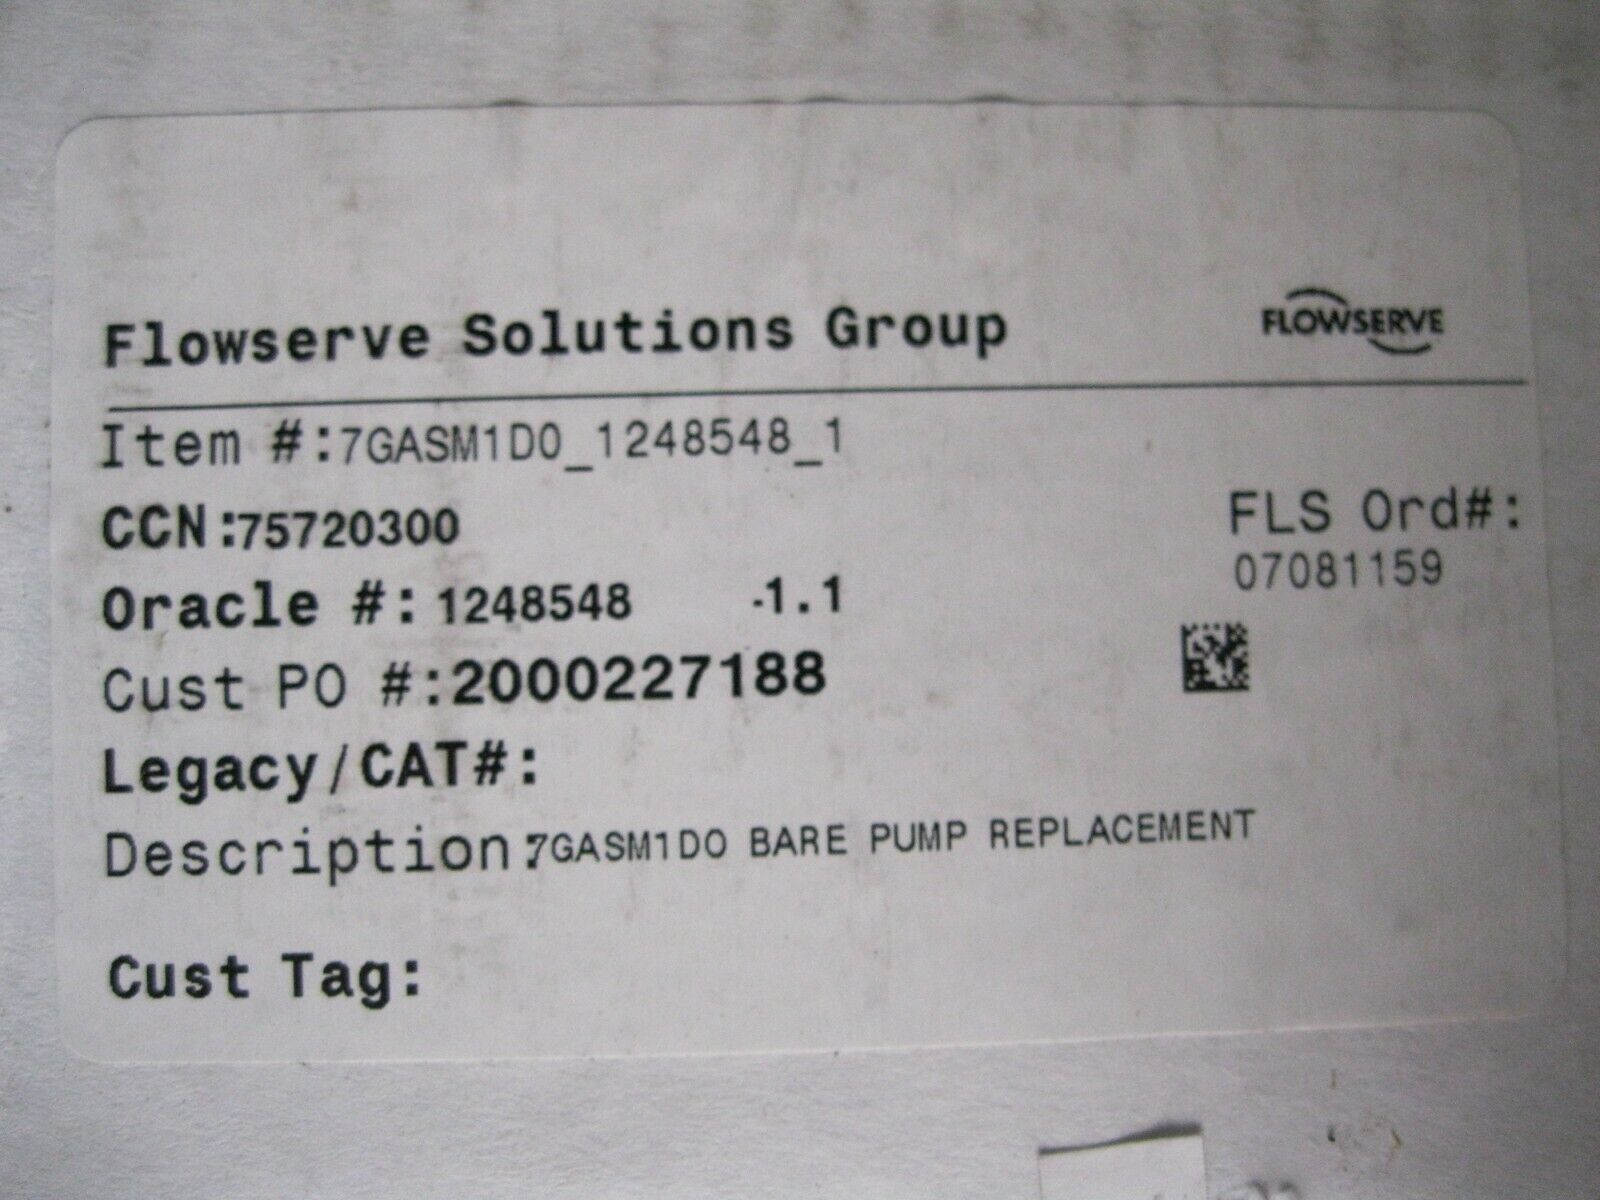 Flowserve Solutions Group
FLOWSERVE
Item #:7GASM1D0_1248548_1
CCN:75720300
FLS Ord#:
07081159
Oracle #:1248548 -1.1
Cust PO #:2000227188
Legacy/CAT#:
Description:7GASM1D0 BARE PUMP REPLACEMENT
Cust Tag: